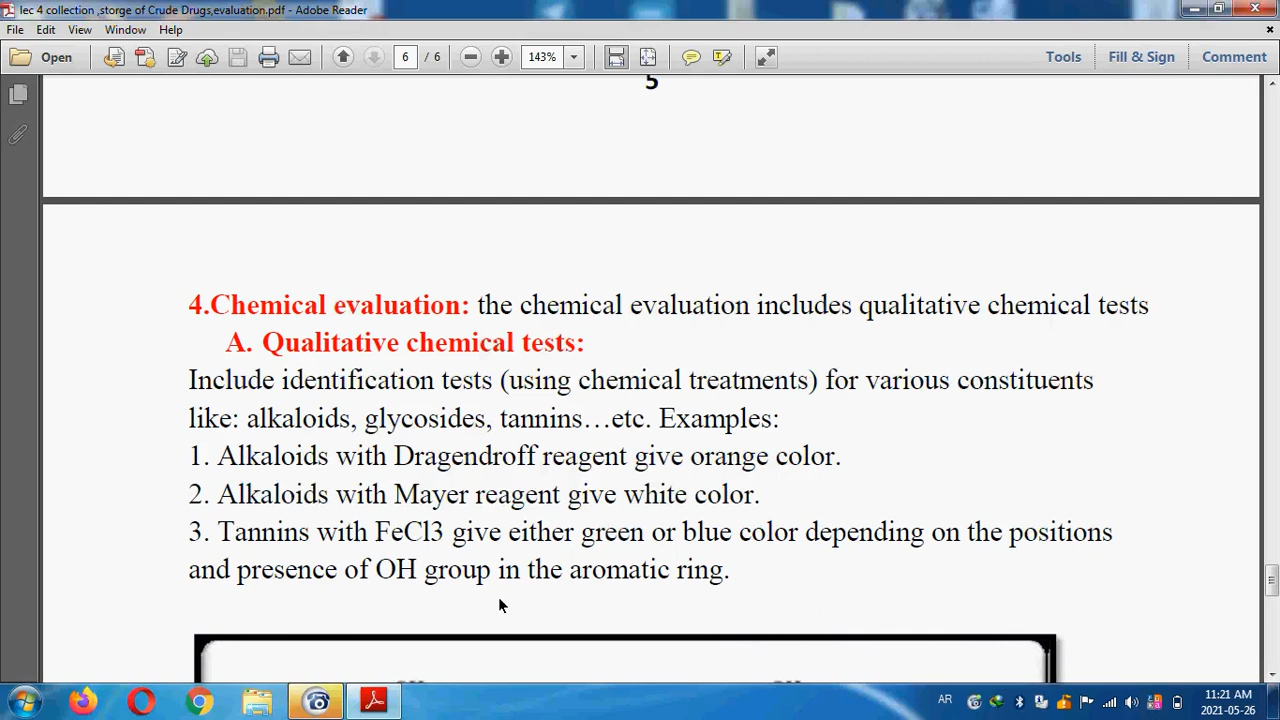 lec 4 collection ,storge of Crude Drugs,evaluation.pdf - Adobe Reader
File Edit View Window Help
Open 6 / 6 143% Tools Fill & Sign Comment
5
4.Chemical evaluation: the chemical evaluation includes qualitative chemical tests
A. Qualitative chemical tests:
Include identification tests (using chemical treatments) for various constituents
like: alkaloids, glycosides, tannins…etc. Examples:
1. Alkaloids with Dragendroff reagent give orange color.
2. Alkaloids with Mayer reagent give white color.
3. Tannins with FeCl3 give either green or blue color depending on the positions
and presence of OH group in the aromatic ring.
AR 11:21 AM
2021-05-26